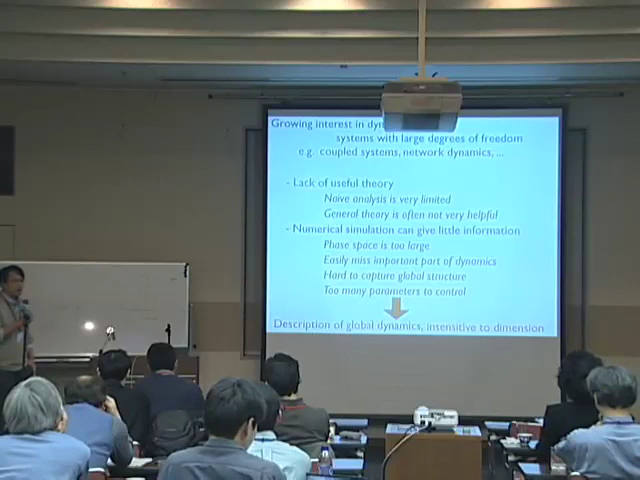 Growing interest in dyn
systems with large degrees of freedom
e.g. coupled systems, network dynamics, ...
- Lack of useful theory
Naive analysis is very limited
General theory is often not very helpful
- Numerical simulation can give little information
Phase space is too large
Easily miss important part of dynamics
Hard to capture global structure
Too many parameters to control
Description of global dynamics, insensitive to dimension